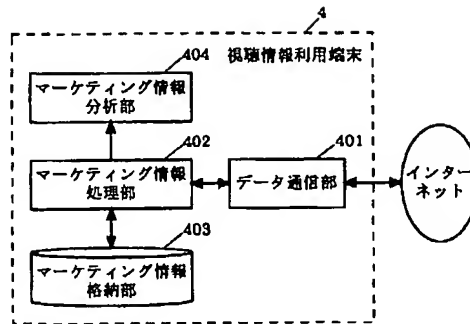 4
404
視聴情報利用端末
マーケティング情報
分析部
402
401
マーケティング情報
処理部
データ通信部
インター
ネット
403
マーケティング情報
格納部